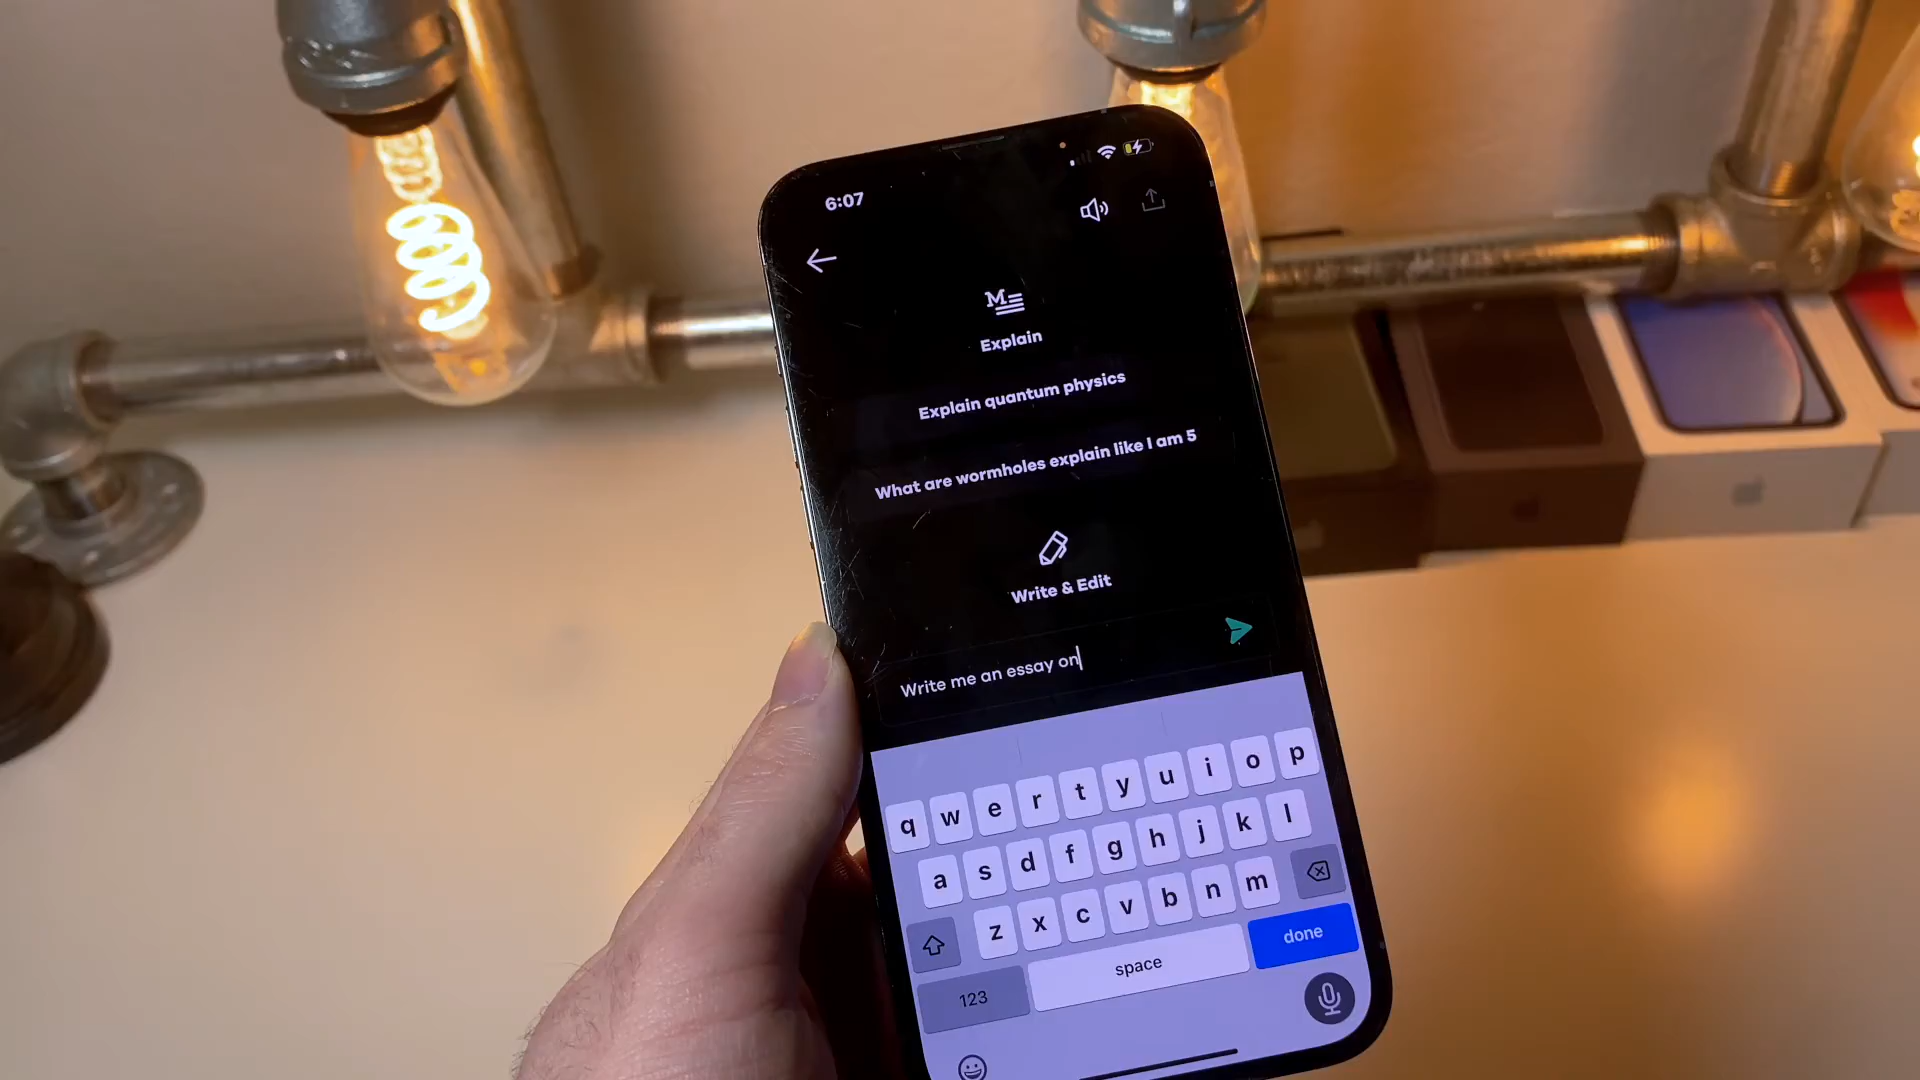 6:07
Explain
Explain quantum physics
What are wormholes explain like I am 5
Write & Edit
Write me an essay on
q w e r t y u i o p
a s d f g h j k l
z x c v b n m
done
123
space